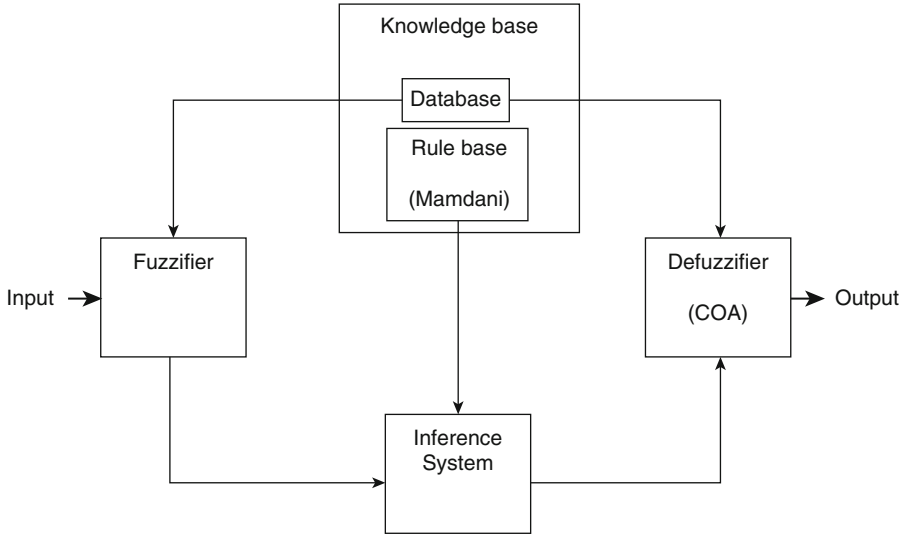 Knowledge base
Database
Rule base
(Mamdani)
Fuzzifier
Defuzzifier
(COA)
Input
Output
Inference
System